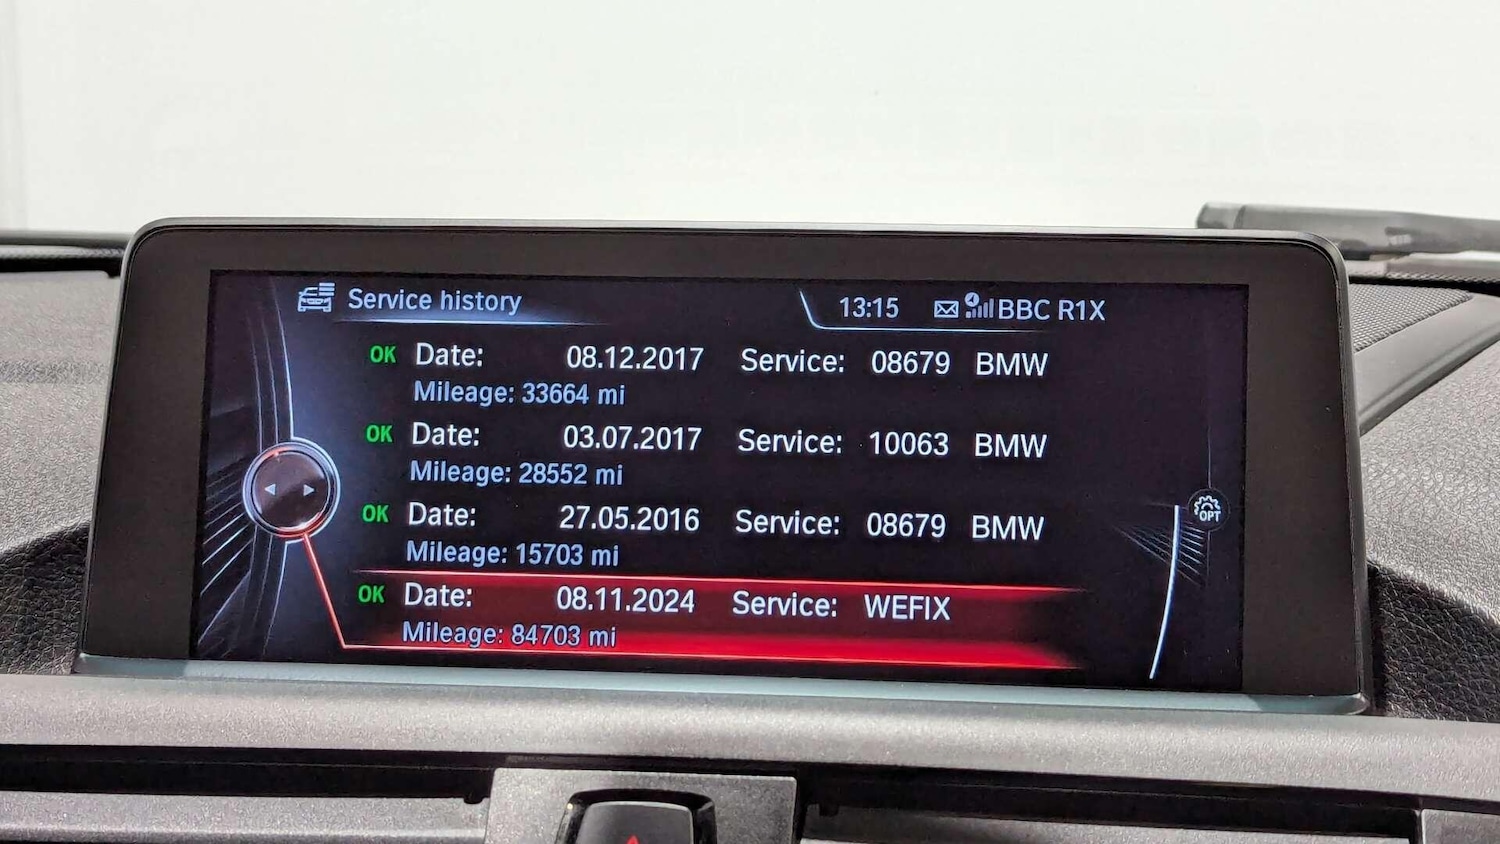 Service history 13:15 BBC R1X
OK Date: 08.12.2017 Service: 08679 BMW
Mileage: 33664 mi
OK Date: 03.07.2017 Service: 10063 BMW
Mileage: 28552 mi
OK Date: 27.05.2016 Service: 08679 BMW
Mileage: 15703 mi
OPT
OK Date: 08.11.2024 Service: WEFIX
Mileage: 84703 mi